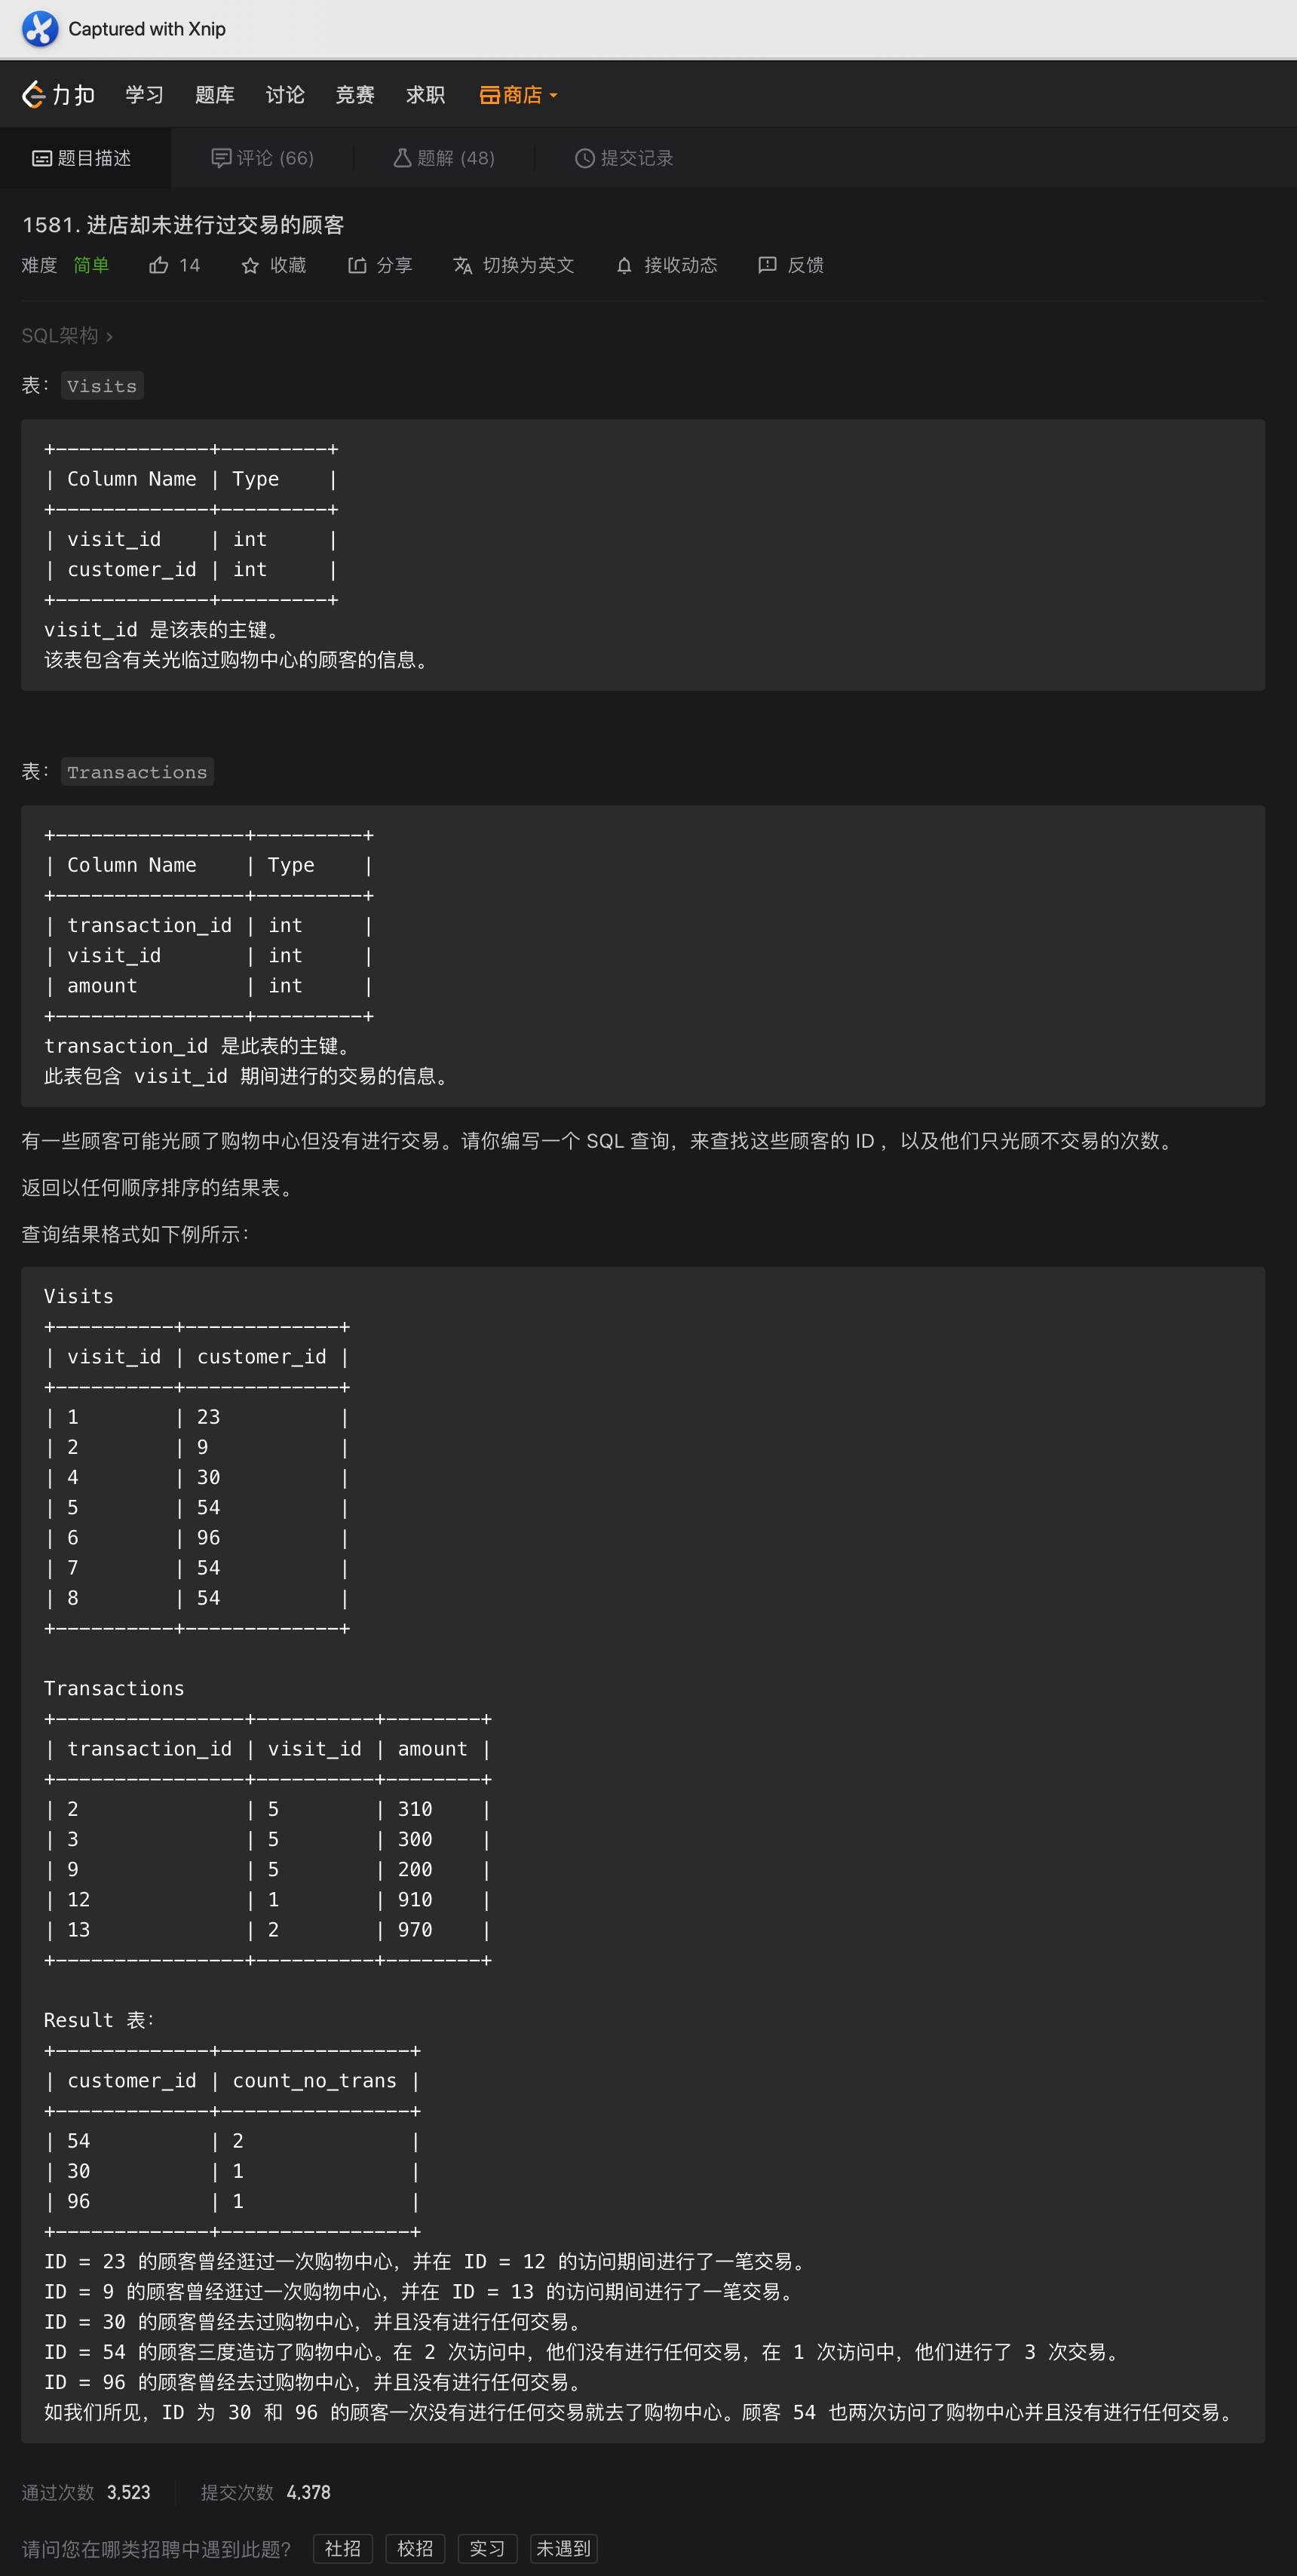 Captured with Xnip
力扣 学习 题库 讨论 竞赛 求职 商店
题目描述 评论 (66) 题解 (48) 提交记录
1581. 进店却未进行过交易的顾客
难度 简单 14 收藏 分享 切换为英文 接收动态 反馈
SQL架构 ›
表：Visits
+-------------+---------+
| Column Name | Type    |
+-------------+---------+
| visit_id    | int     |
| customer_id | int     |
+-------------+---------+
visit_id 是该表的主键。
该表包含有关光临过购物中心的顾客的信息。
表：Transactions
+----------------+---------+
| Column Name    | Type    |
+----------------+---------+
| transaction_id | int     |
| visit_id       | int     |
| amount         | int     |
+----------------+---------+
transaction_id 是此表的主键。
此表包含 visit_id 期间进行的交易的信息。
有一些顾客可能光顾了购物中心但没有进行交易。请你编写一个 SQL 查询，来查找这些顾客的 ID ，以及他们只光顾不交易的次数。
返回以任何顺序排序的结果表。
查询结果格式如下例所示：
Visits
+----------+-------------+
| visit_id | customer_id |
+----------+-------------+
| 1        | 23          |
| 2        | 9           |
| 4        | 30          |
| 5        | 54          |
| 6        | 96          |
| 7        | 54          |
| 8        | 54          |
+----------+-------------+
Transactions
+----------------+----------+--------+
| transaction_id | visit_id | amount |
+----------------+----------+--------+
| 2              | 5        | 310    |
| 3              | 5        | 300    |
| 9              | 5        | 200    |
| 12             | 1        | 910    |
| 13             | 2        | 970    |
+----------------+----------+--------+
Result 表：
+-------------+----------------+
| customer_id | count_no_trans |
+-------------+----------------+
| 54          | 2              |
| 30          | 1              |
| 96          | 1              |
+-------------+----------------+
ID = 23 的顾客曾经逛过一次购物中心，并在 ID = 12 的访问期间进行了一笔交易。
ID = 9 的顾客曾经逛过一次购物中心，并在 ID = 13 的访问期间进行了一笔交易。
ID = 30 的顾客曾经去过购物中心，并且没有进行任何交易。
ID = 54 的顾客三度造访了购物中心。在 2 次访问中，他们没有进行任何交易，在 1 次访问中，他们进行了 3 次交易。
ID = 96 的顾客曾经去过购物中心，并且没有进行任何交易。
如我们所见，ID 为 30 和 96 的顾客一次没有进行任何交易就去了购物中心。顾客 54 也两次访问了购物中心并且没有进行任何交易。
通过次数 3,523 提交次数 4,378
请问您在哪类招聘中遇到此题? 社招 校招 实习 未遇到